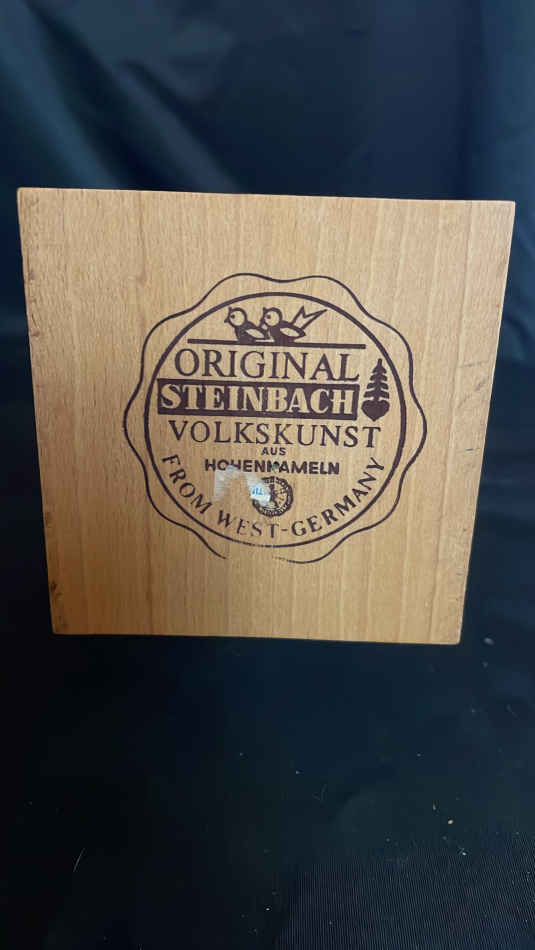 ORIGINAL
STEINBACH
VOLKSKUNST
AUS
HOHENHAMELN
FROM WEST-GERMANY